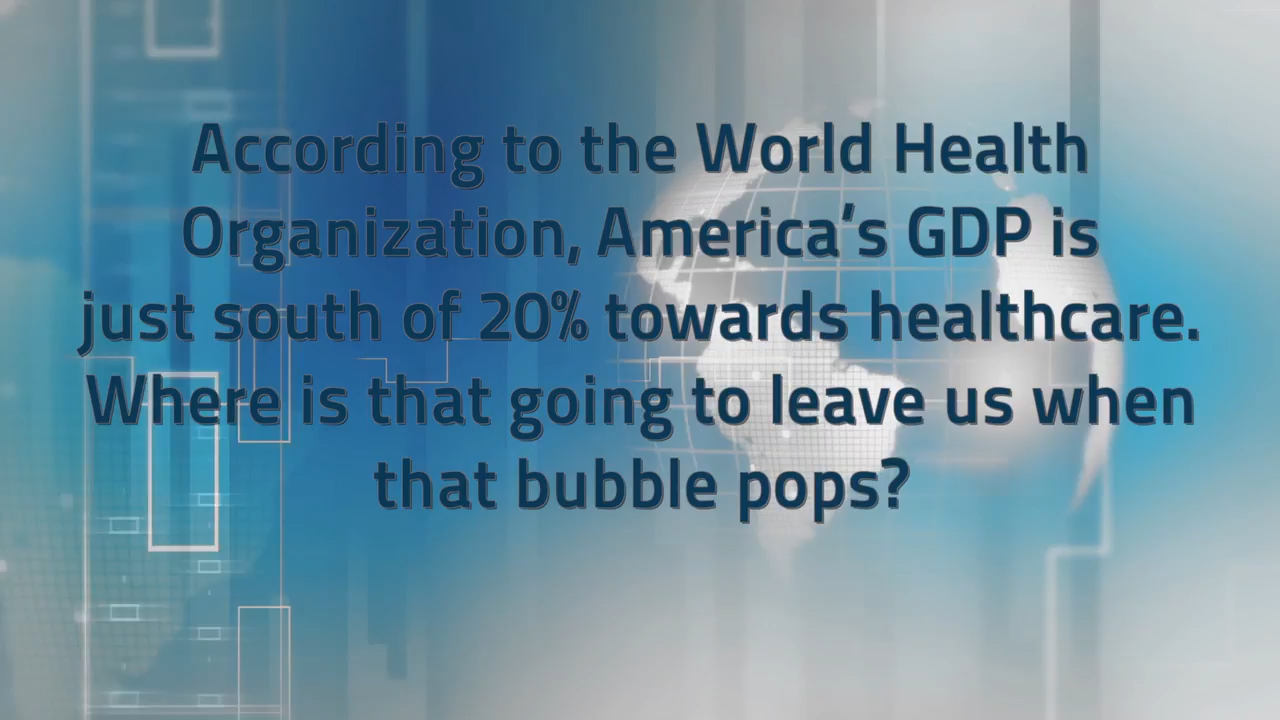 According to the World Health
Organization, America's GDP is
just south of 20% towards healthcare.
Where is that going to leave us when
that bubble pops?